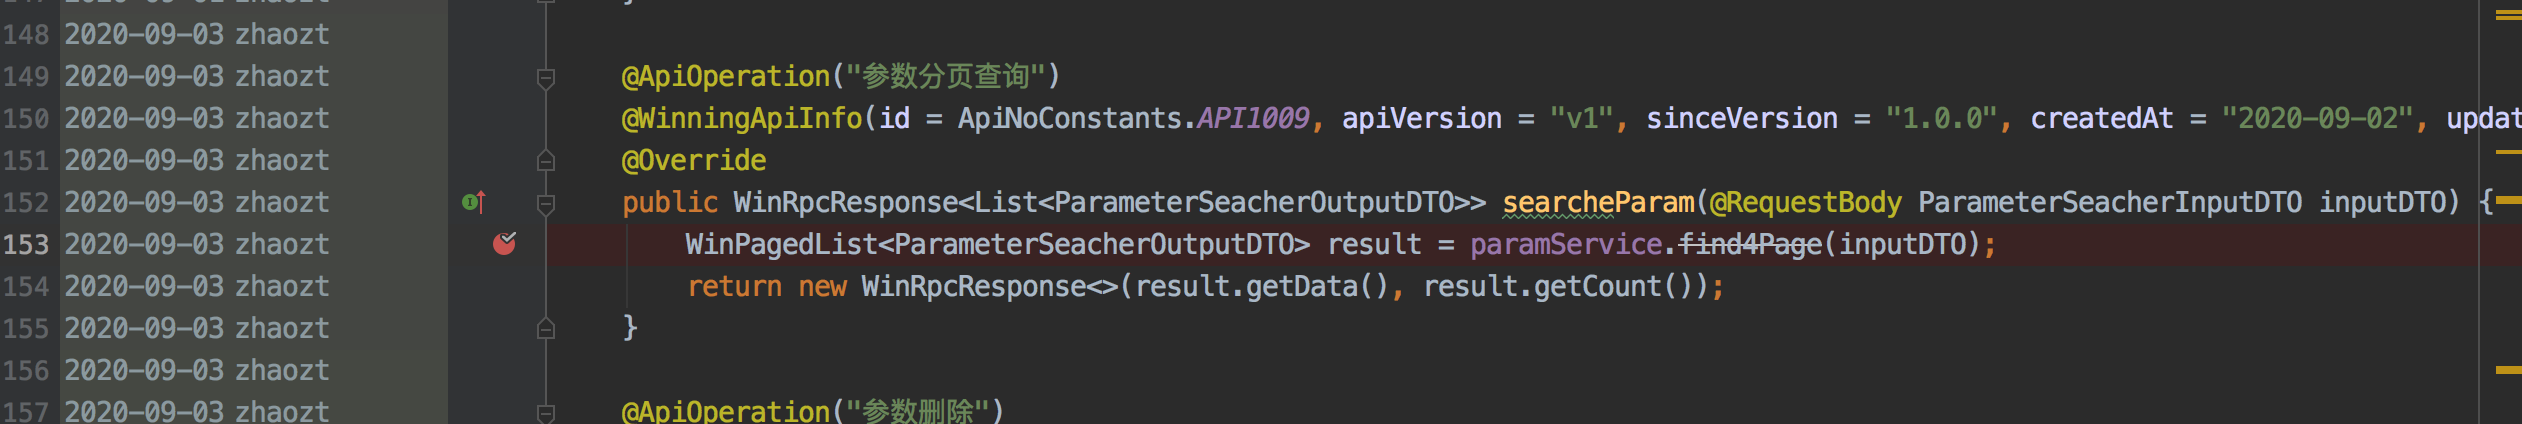 148 2020-09-03 zhaozt
149 2020-09-03 zhaozt @ApiOperation("参数分页查询")
150 2020-09-03 zhaozt @WinningApiInfo(id = ApiNoConstants.API1009, apiVersion = "v1", sinceVersion = "1.0.0", createdAt = "2020-09-02", updat
151 2020-09-03 zhaozt @Override
152 2020-09-03 zhaozt public WinRpcResponse<List<ParameterSeacherOutputDTO>> searcheParam(@RequestBody ParameterSeacherInputDTO inputDTO) {
153 2020-09-03 zhaozt WinPagedList<ParameterSeacherOutputDTO> result = paramService.find4Page(inputDTO);
154 2020-09-03 zhaozt return new WinRpcResponse<>(result.getData(), result.getCount());
155 2020-09-03 zhaozt }
156 2020-09-03 zhaozt
157 2020-09-03 zhaozt @ApiOperation("参数删除")